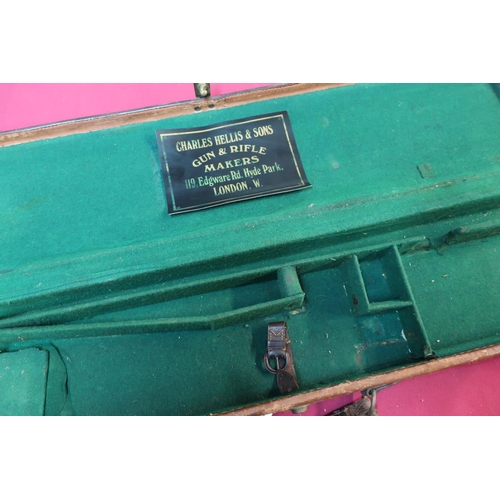 CHARLES HELLIS & SONS
GUN & RIFLE
MAKERS
119. Edgware Rd. Hyde Park.
LONDON. W.